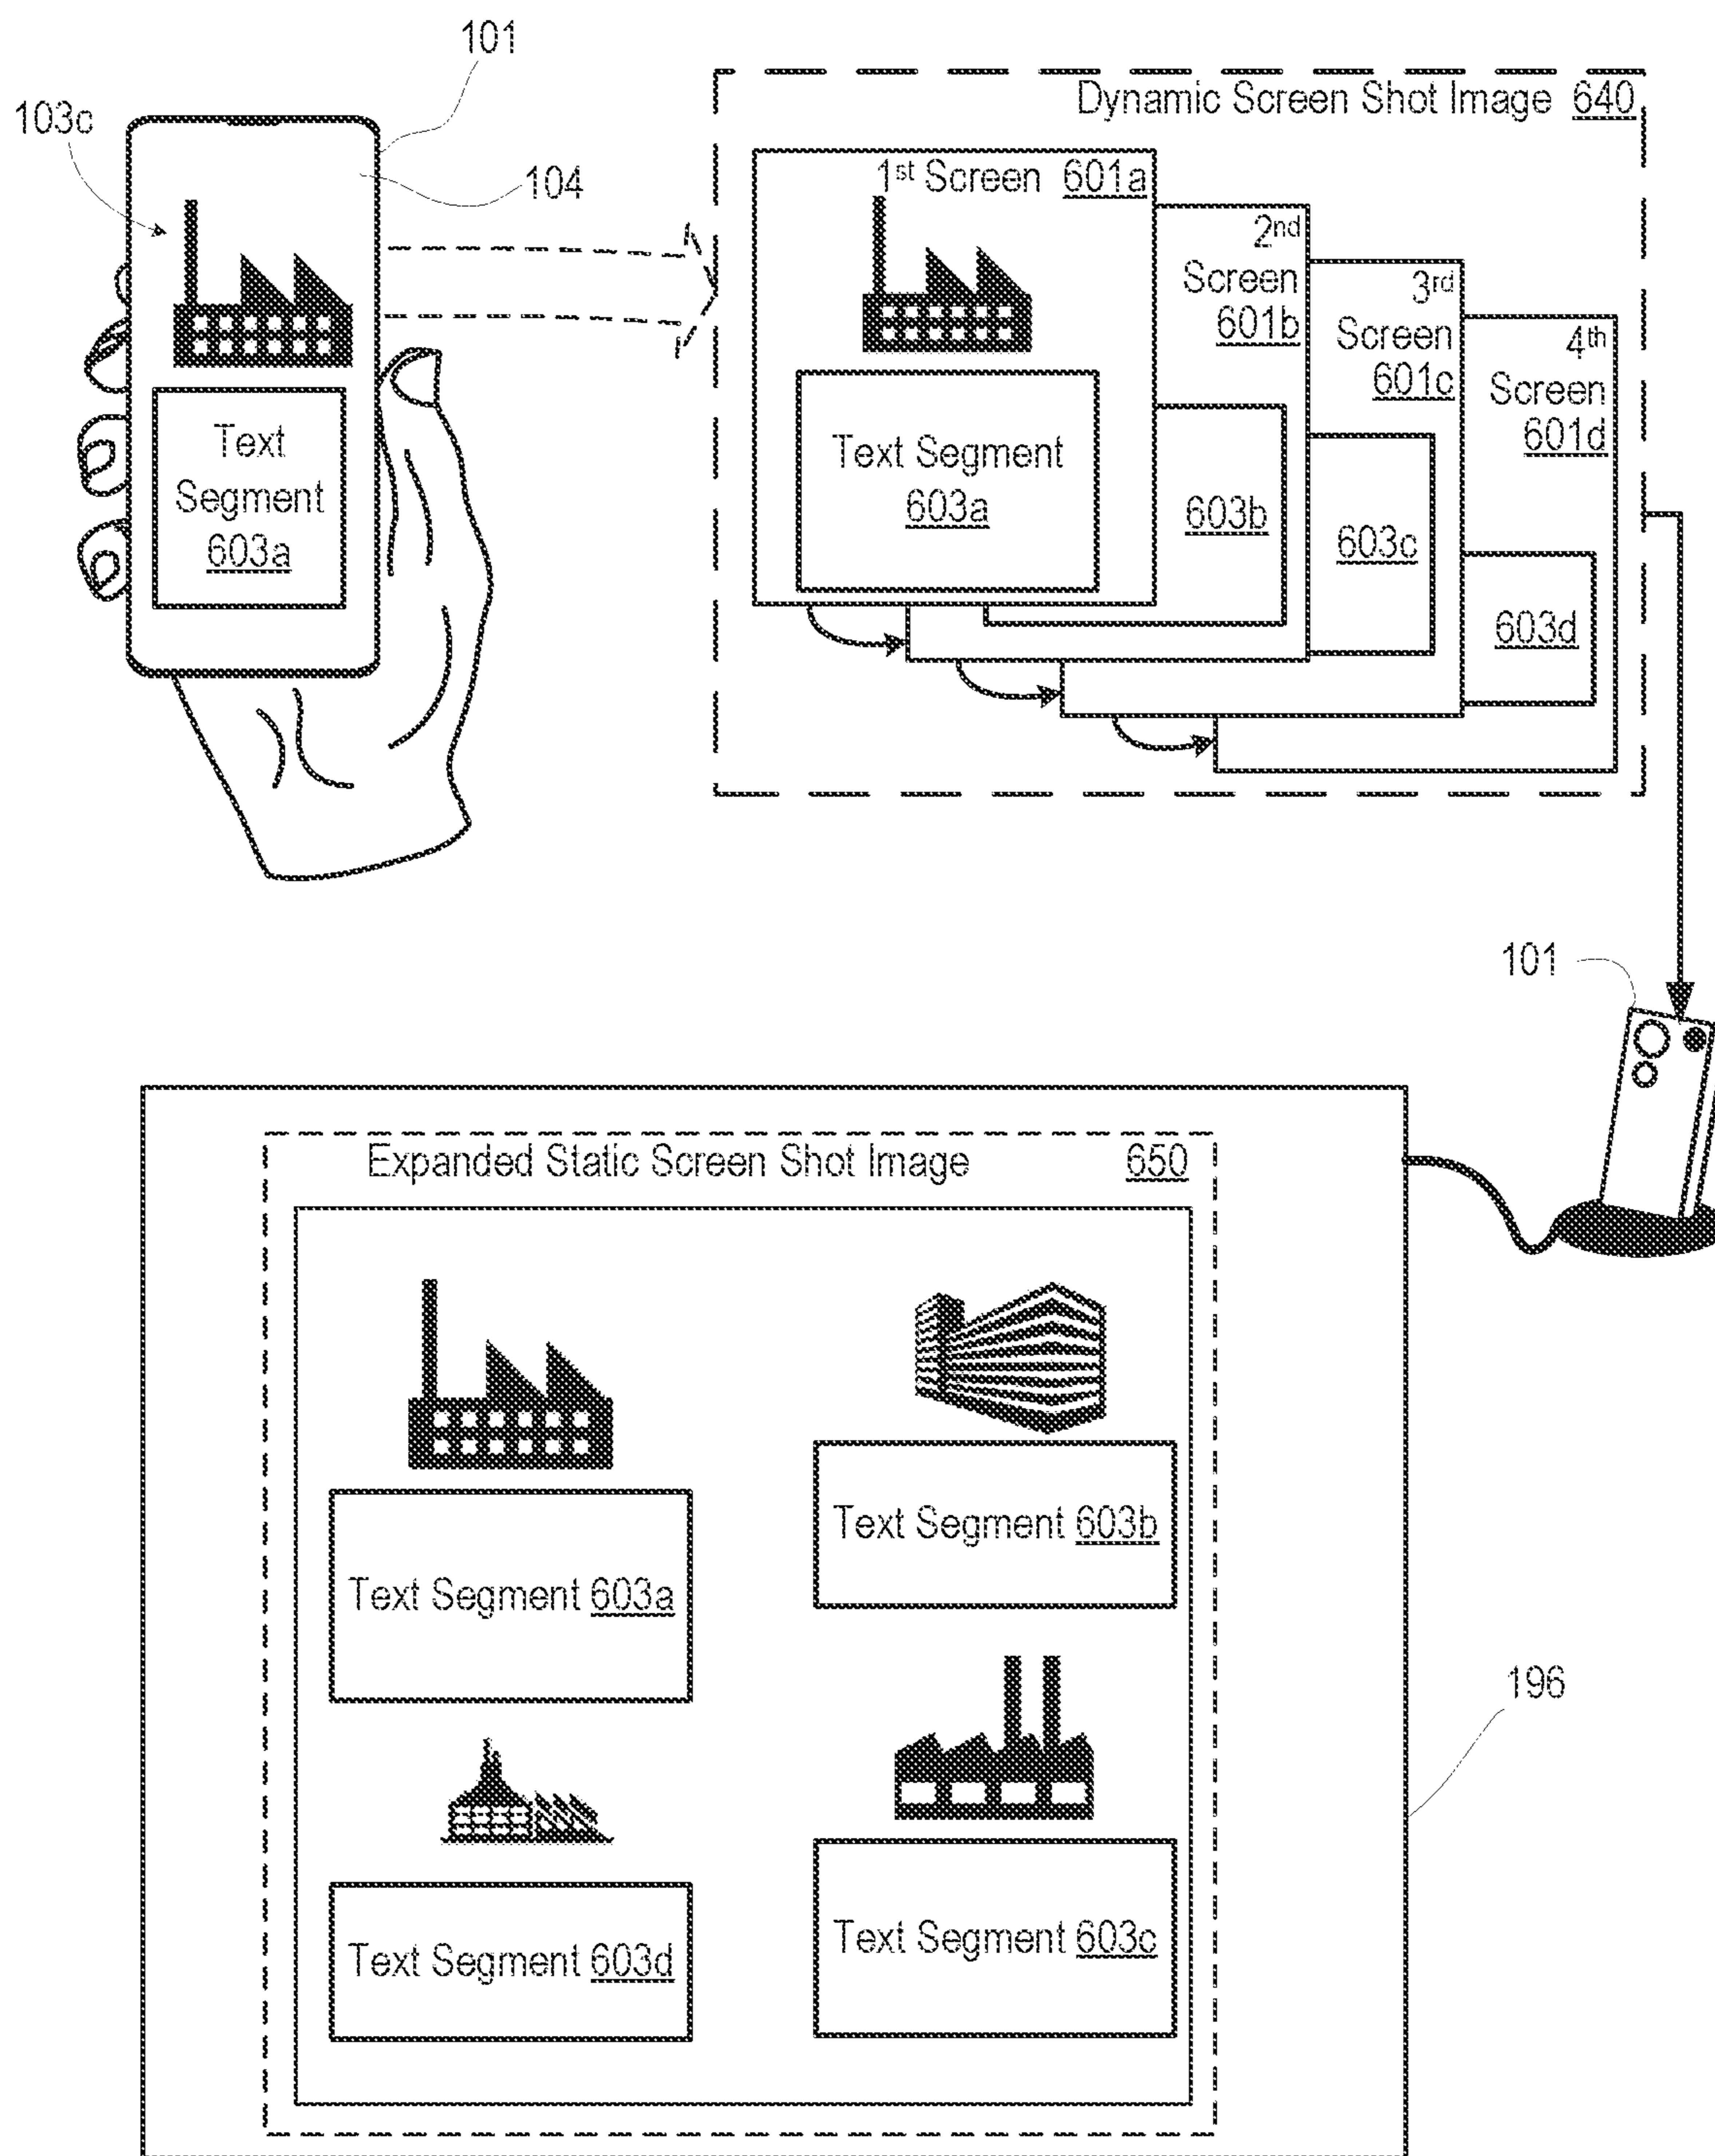 101
103c
104
Text
Segment
603a
Dynamic Screen Shot Image 640
1st Screen 601a
Text Segment
603a
2nd
Screen
601b
603b
3rd
Screen
601c
603c
4th
Screen
601d
603d
101
Expanded Static Screen Shot Image 650
Text Segment 603a
Text Segment 603b
Text Segment 603d
Text Segment 603c
196